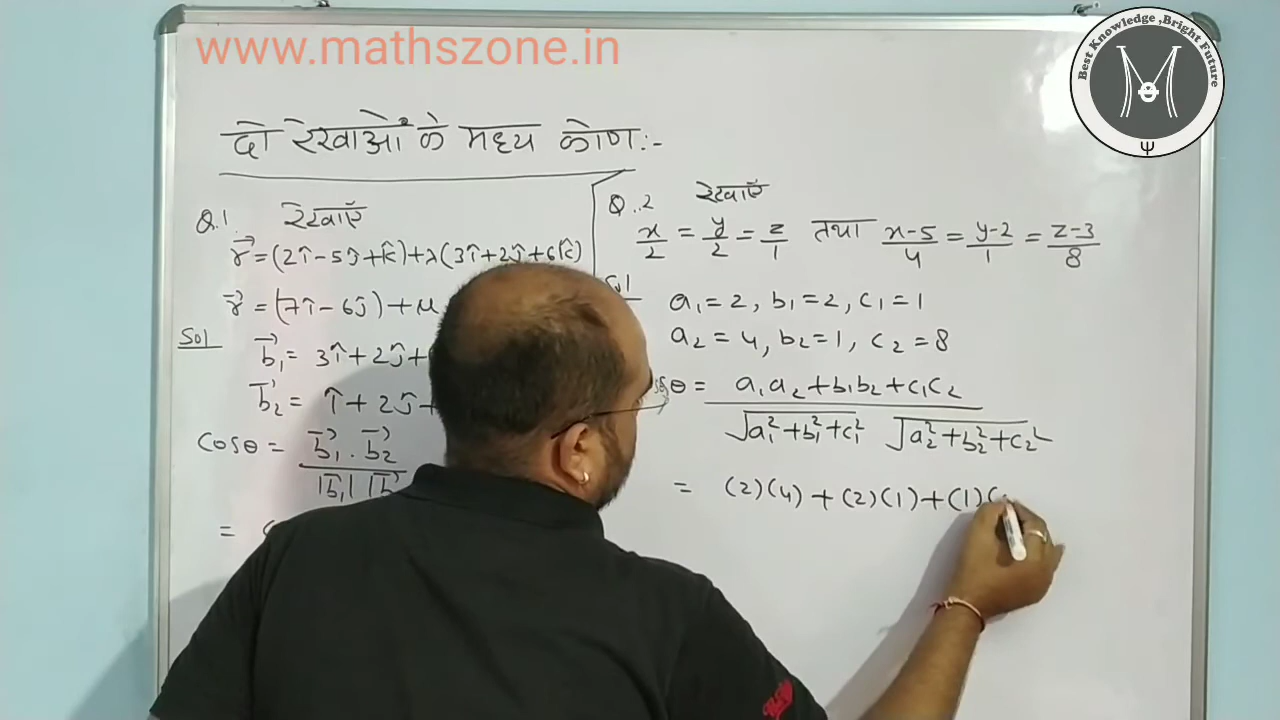 www.mathszone.in
Best Knowledge ,Bright Future
Ψ
दो रेखाओं के मध्य कोण :-
Q.1 रेखाएँ
r⃗ = (2î - 5ĵ + k̂) + λ(3î + 2ĵ + 6k̂)
r⃗ = (7î - 6ĵ) + μ
Sol
b⃗₁ = 3î + 2ĵ +
b⃗₂ = î + 2ĵ +
cosθ = b⃗₁ . b⃗₂ / |b⃗₁| |b⃗
=
Q.2 रेखाएँ
x/2 = y/2 = z/1 तथा x-5/4 = y-2/1 = z-3/8
a₁ = 2, b₁ = 2, c₁ = 1
a₂ = 4, b₂ = 1, c₂ = 8
θ = a₁a₂ + b₁b₂ + c₁c₂ / √a₁² + b₁² + c₁² √a₂² + b₂² + c₂²
= (2)(4) + (2)(1) + (1)(